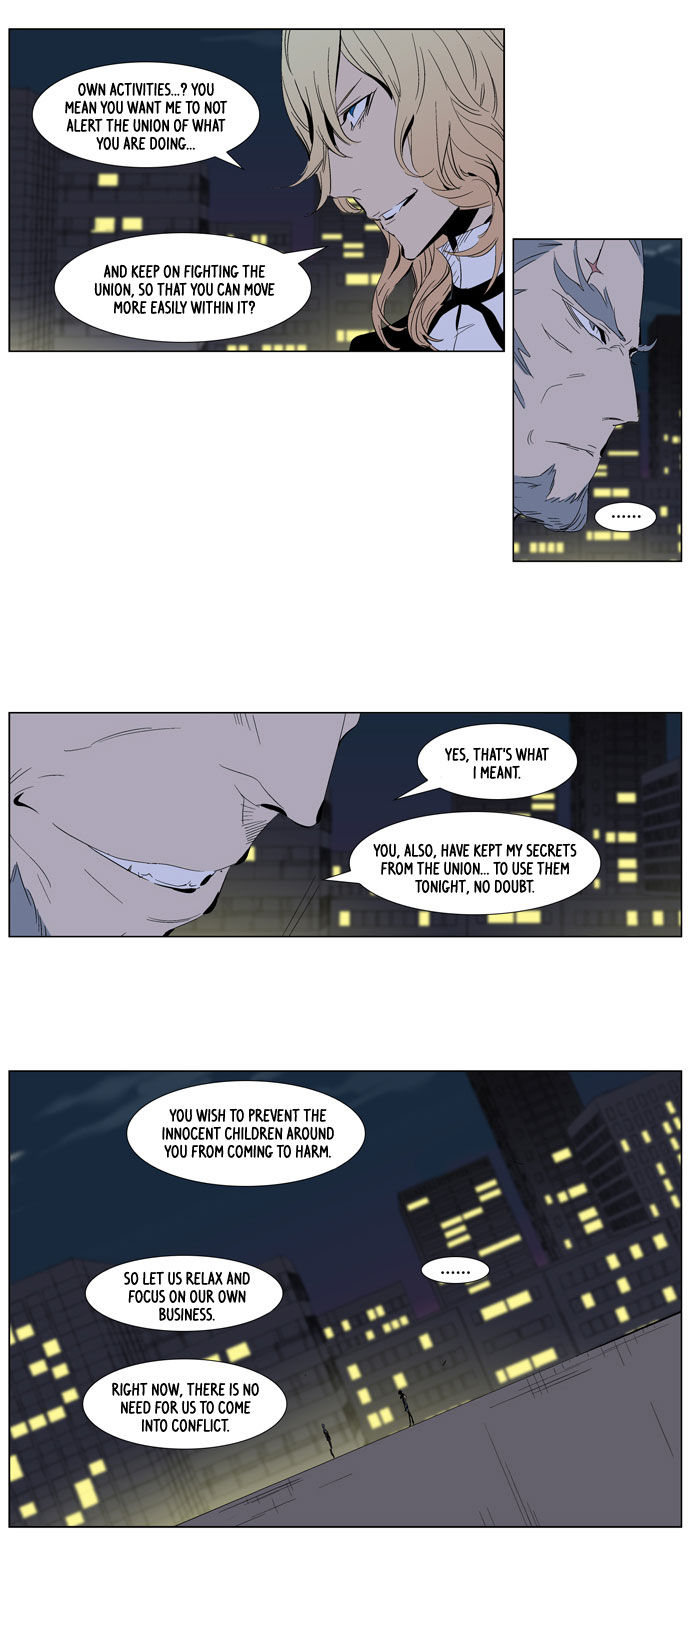 OWN ACTIVITIES...? YOU
MEAN YOU WANT ME TO NOT
ALERT THE UNION OF WHAT
YOU ARE DOING...
AND KEEP ON FIGHTING THE
UNION, SO THAT YOU CAN MOVE
MORE EASILY WITHIN IT?
......
YES, THAT'S WHAT
I MEANT.
YOU, ALSO, HAVE KEPT MY SECRETS
FROM THE UNION... TO USE THEM
TONIGHT, NO DOUBT.
YOU WISH TO PREVENT THE
INNOCENT CHILDREN AROUND
YOU FROM COMING TO HARM.
......
SO LET US RELAX AND
FOCUS ON OUR OWN
BUSINESS.
RIGHT NOW, THERE IS NO
NEED FOR US TO COME
INTO CONFLICT.